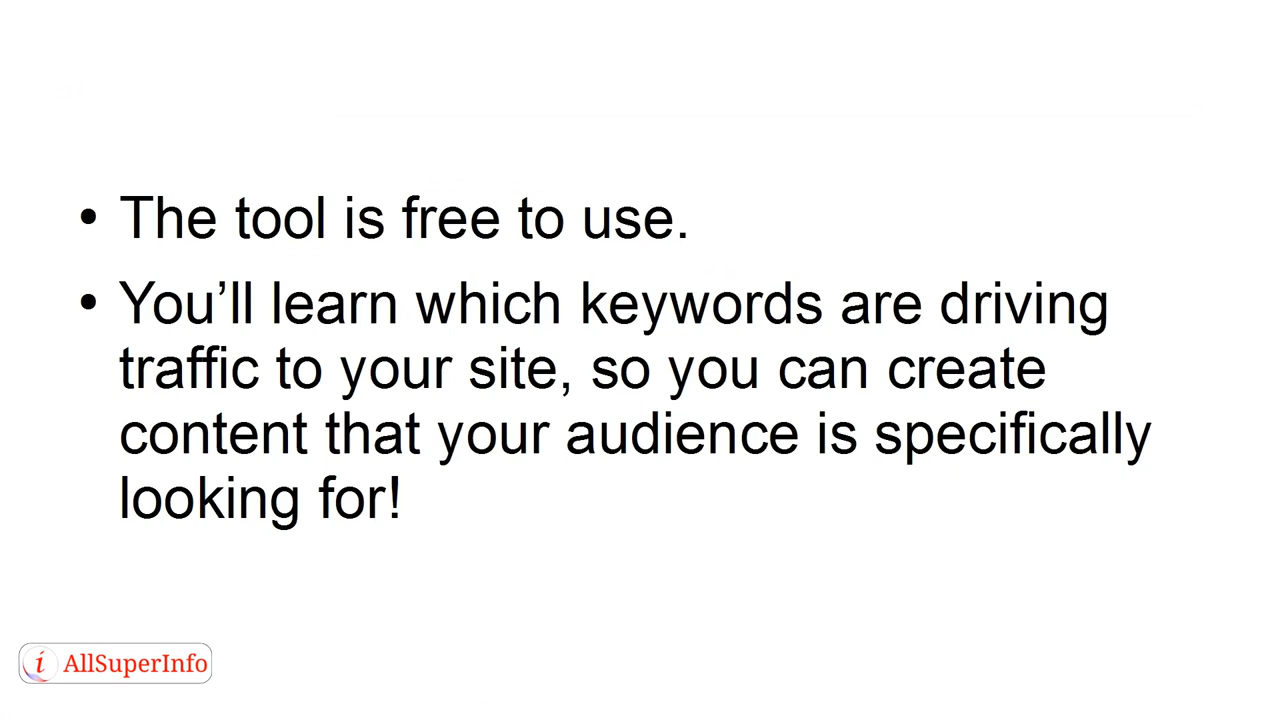 • The tool is free to use.
• You’ll learn which keywords are driving
traffic to your site, so you can create
content that your audience is specifically
looking for!
i AllSuperInfo